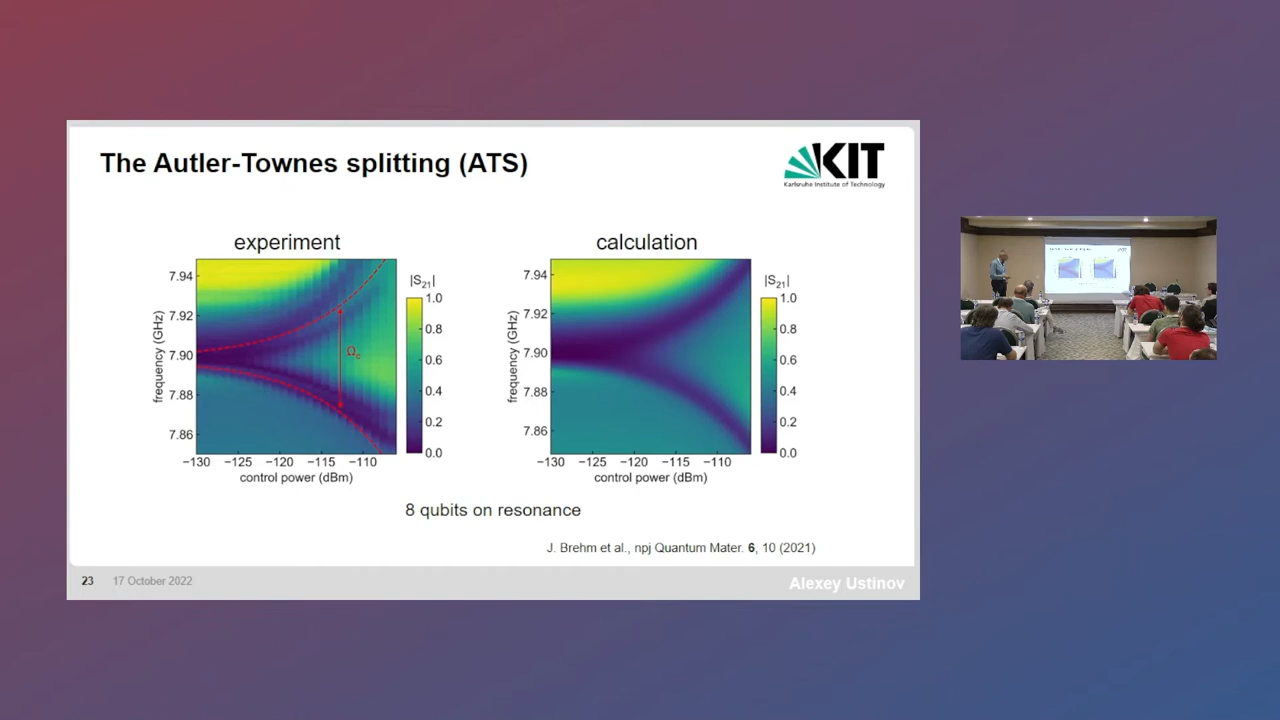 The Autler-Townes splitting (ATS)
KIT
Karlsruhe Institute of Technology
experiment
|S21|
7.94
7.92
7.90
7.88
7.86
frequency (GHz)
Ωc
1.0
0.8
0.6
0.4
0.2
0.0
−130 −125 −120 −115 −110
control power (dBm)
calculation
|S21|
7.94
7.92
7.90
7.88
7.86
frequency (GHz)
1.0
0.8
0.6
0.4
0.2
0.0
−130 −125 −120 −115 −110
control power (dBm)
8 qubits on resonance
J. Brehm et al., npj Quantum Mater. 6, 10 (2021)
23 17 October 2022
Alexey Ustinov